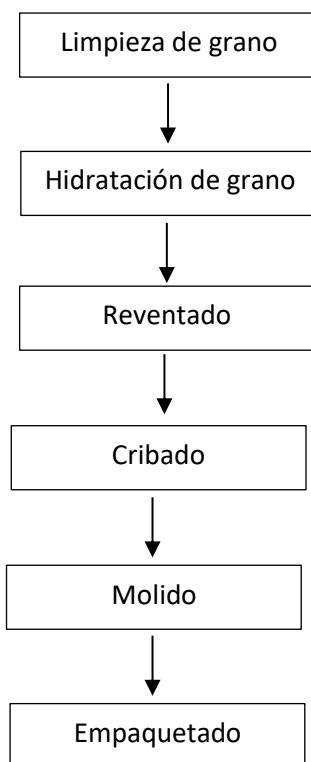 Limpieza de grano
Hidratación de grano
Reventado
Cribado
Molido
Empaquetado